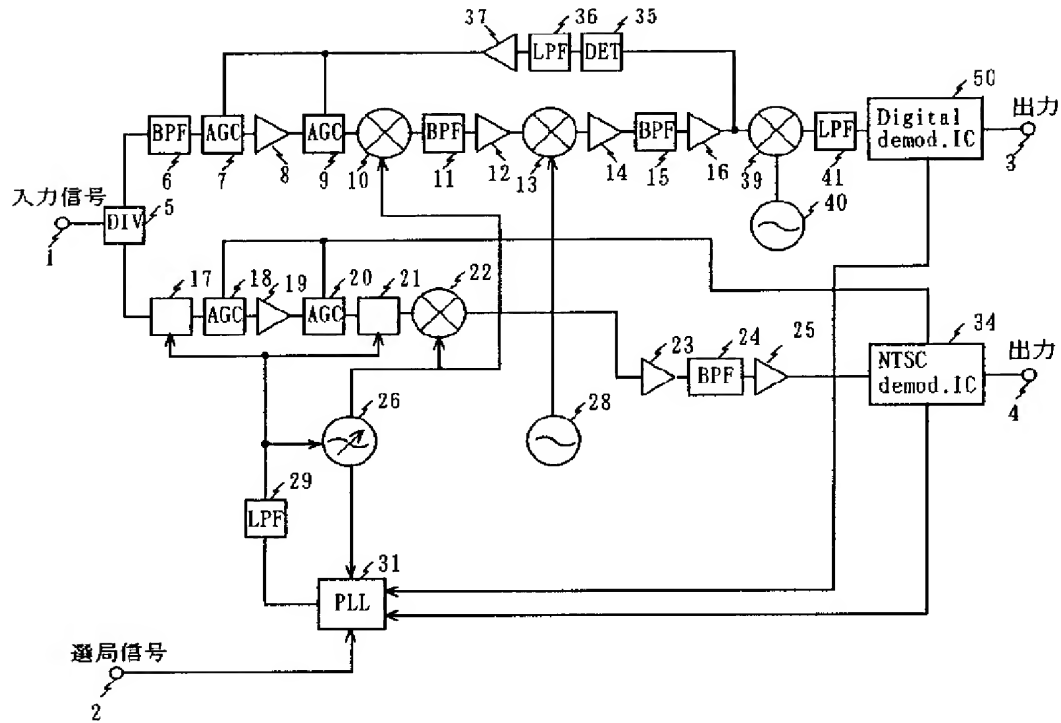 37 36 35
LPF DET
50
BPF AGC AGC BPF BPF LPF Digital demod.IC 出力
6 7 8 9 10 11 12 13 14 15 16 39 41 3
入力信号 5 40
DIV
1
17 18 19 20 21 22
AGC AGC
23 24 25 34 出力
BPF NTSC demod.IC
26 28 4
29
LPF
31
PLL
選局信号
2